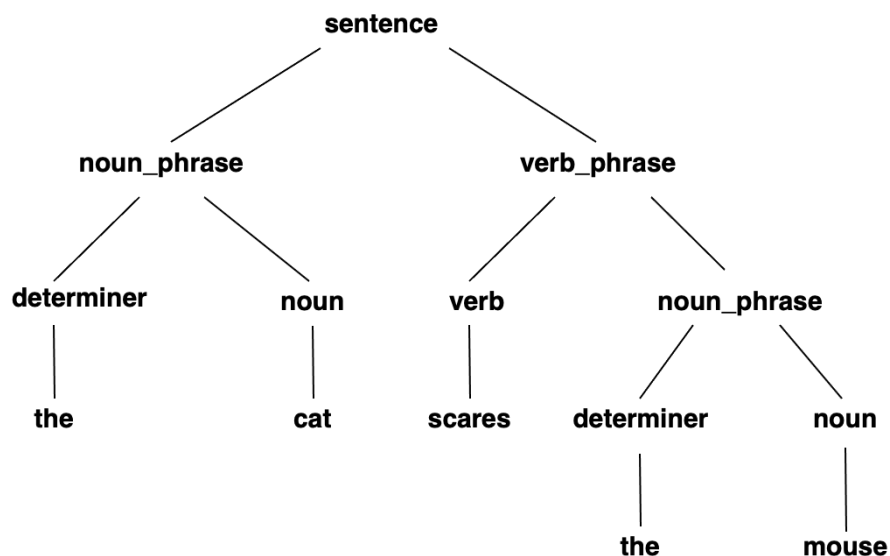 sentence
noun_phrase verb_phrase
determiner noun verb noun_phrase
the cat scares determiner noun
the mouse